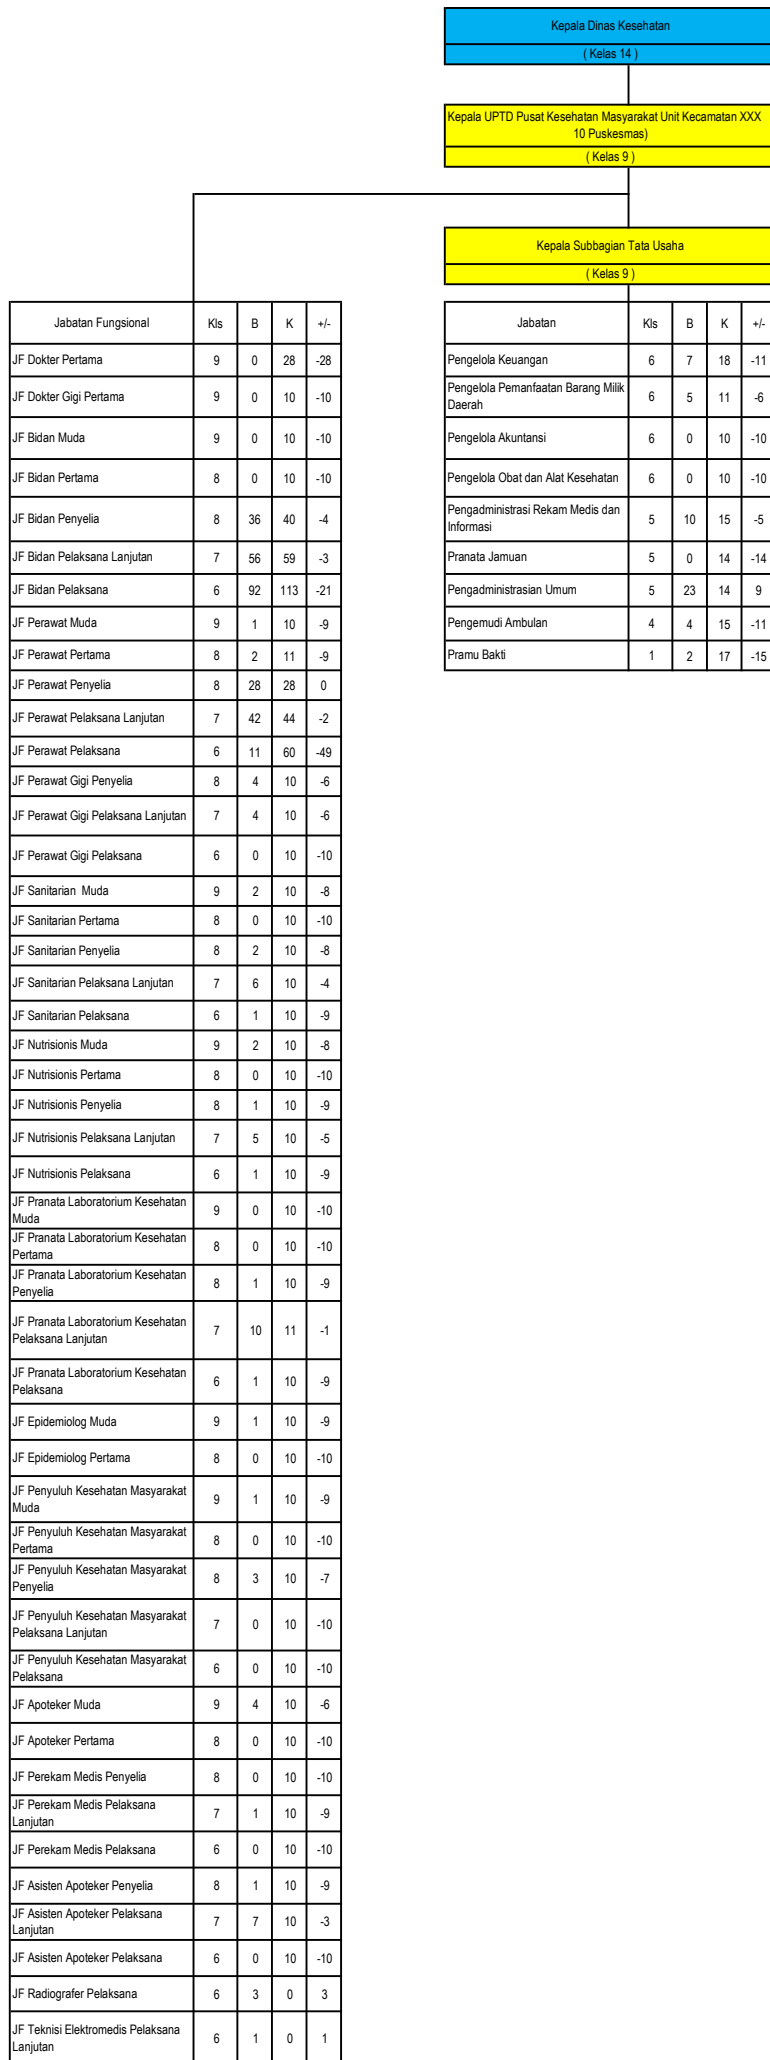 Kepala Dinas Kesehatan
( Kelas 14 )
Kepala UPTD Pusat Kesehatan Masyarakat Unit Kecamatan XXX
10 Puskesmas)
( Kelas 9 )
Kepala Subbagian Tata Usaha
( Kelas 9 )
Jabatan Fungsional Kls B K +/-
JF Dokter Pertama 9 0 28 -28
JF Dokter Gigi Pertama 9 0 10 -10
JF Bidan Muda 9 0 10 -10
JF Bidan Pertama 8 0 10 -10
JF Bidan Penyelia 8 36 40 -4
JF Bidan Pelaksana Lanjutan 7 56 59 -3
JF Bidan Pelaksana 6 92 113 -21
JF Perawat Muda 9 1 10 -9
JF Perawat Pertama 8 2 11 -9
JF Perawat Penyelia 8 28 28 0
JF Perawat Pelaksana Lanjutan 7 42 44 -2
JF Perawat Pelaksana 6 11 60 -49
JF Perawat Gigi Penyelia 8 4 10 -6
JF Perawat Gigi Pelaksana Lanjutan 7 4 10 -6
JF Perawat Gigi Pelaksana 6 0 10 -10
JF Sanitarian Muda 9 2 10 -8
JF Sanitarian Pertama 8 0 10 -10
JF Sanitarian Penyelia 8 2 10 -8
JF Sanitarian Pelaksana Lanjutan 7 6 10 -4
JF Sanitarian Pelaksana 6 1 10 -9
JF Nutrisionis Muda 9 2 10 -8
JF Nutrisionis Pertama 8 0 10 -10
JF Nutrisionis Penyelia 8 1 10 -9
JF Nutrisionis Pelaksana Lanjutan 7 5 10 -5
JF Nutrisionis Pelaksana 6 1 10 -9
JF Pranata Laboratorium Kesehatan
Muda 9 0 10 -10
JF Pranata Laboratorium Kesehatan
Pertama 8 0 10 -10
JF Pranata Laboratorium Kesehatan
Penyelia 8 1 10 -9
JF Pranata Laboratorium Kesehatan
Pelaksana Lanjutan 7 10 11 -1
JF Pranata Laboratorium Kesehatan
Pelaksana 6 1 10 -9
JF Epidemiolog Muda 9 1 10 -9
JF Epidemiolog Pertama 8 0 10 -10
JF Penyuluh Kesehatan Masyarakat
Muda 9 1 10 -9
JF Penyuluh Kesehatan Masyarakat
Pertama 8 0 10 -10
JF Penyuluh Kesehatan Masyarakat
Penyelia 8 3 10 -7
JF Penyuluh Kesehatan Masyarakat
Pelaksana Lanjutan 7 0 10 -10
JF Penyuluh Kesehatan Masyarakat
Pelaksana 6 0 10 -10
JF Apoteker Muda 9 4 10 -6
JF Apoteker Pertama 8 0 10 -10
JF Perekam Medis Penyelia 8 0 10 -10
JF Perekam Medis Pelaksana
Lanjutan 7 1 10 -9
JF Perekam Medis Pelaksana 6 0 10 -10
JF Asisten Apoteker Penyelia 8 1 10 -9
JF Asisten Apoteker Pelaksana
Lanjutan 7 7 10 -3
JF Asisten Apoteker Pelaksana 6 0 10 -10
JF Radiografer Pelaksana 6 3 0 3
JF Teknisi Elektromedis Pelaksana
Lanjutan 6 1 0 1
Jabatan Kls B K +/-
Pengelola Keuangan 6 7 18 -11
Pengelola Pemanfaatan Barang Milik
Daerah 6 5 11 -6
Pengelola Akuntansi 6 0 10 -10
Pengelola Obat dan Alat Kesehatan 6 0 10 -10
Pengadministrasi Rekam Medis dan
Informasi 5 10 15 -5
Pranata Jamuan 5 0 14 -14
Pengadministrasian Umum 5 23 14 9
Pengemudi Ambulan 4 4 15 -11
Pramu Bakti 1 2 17 -15